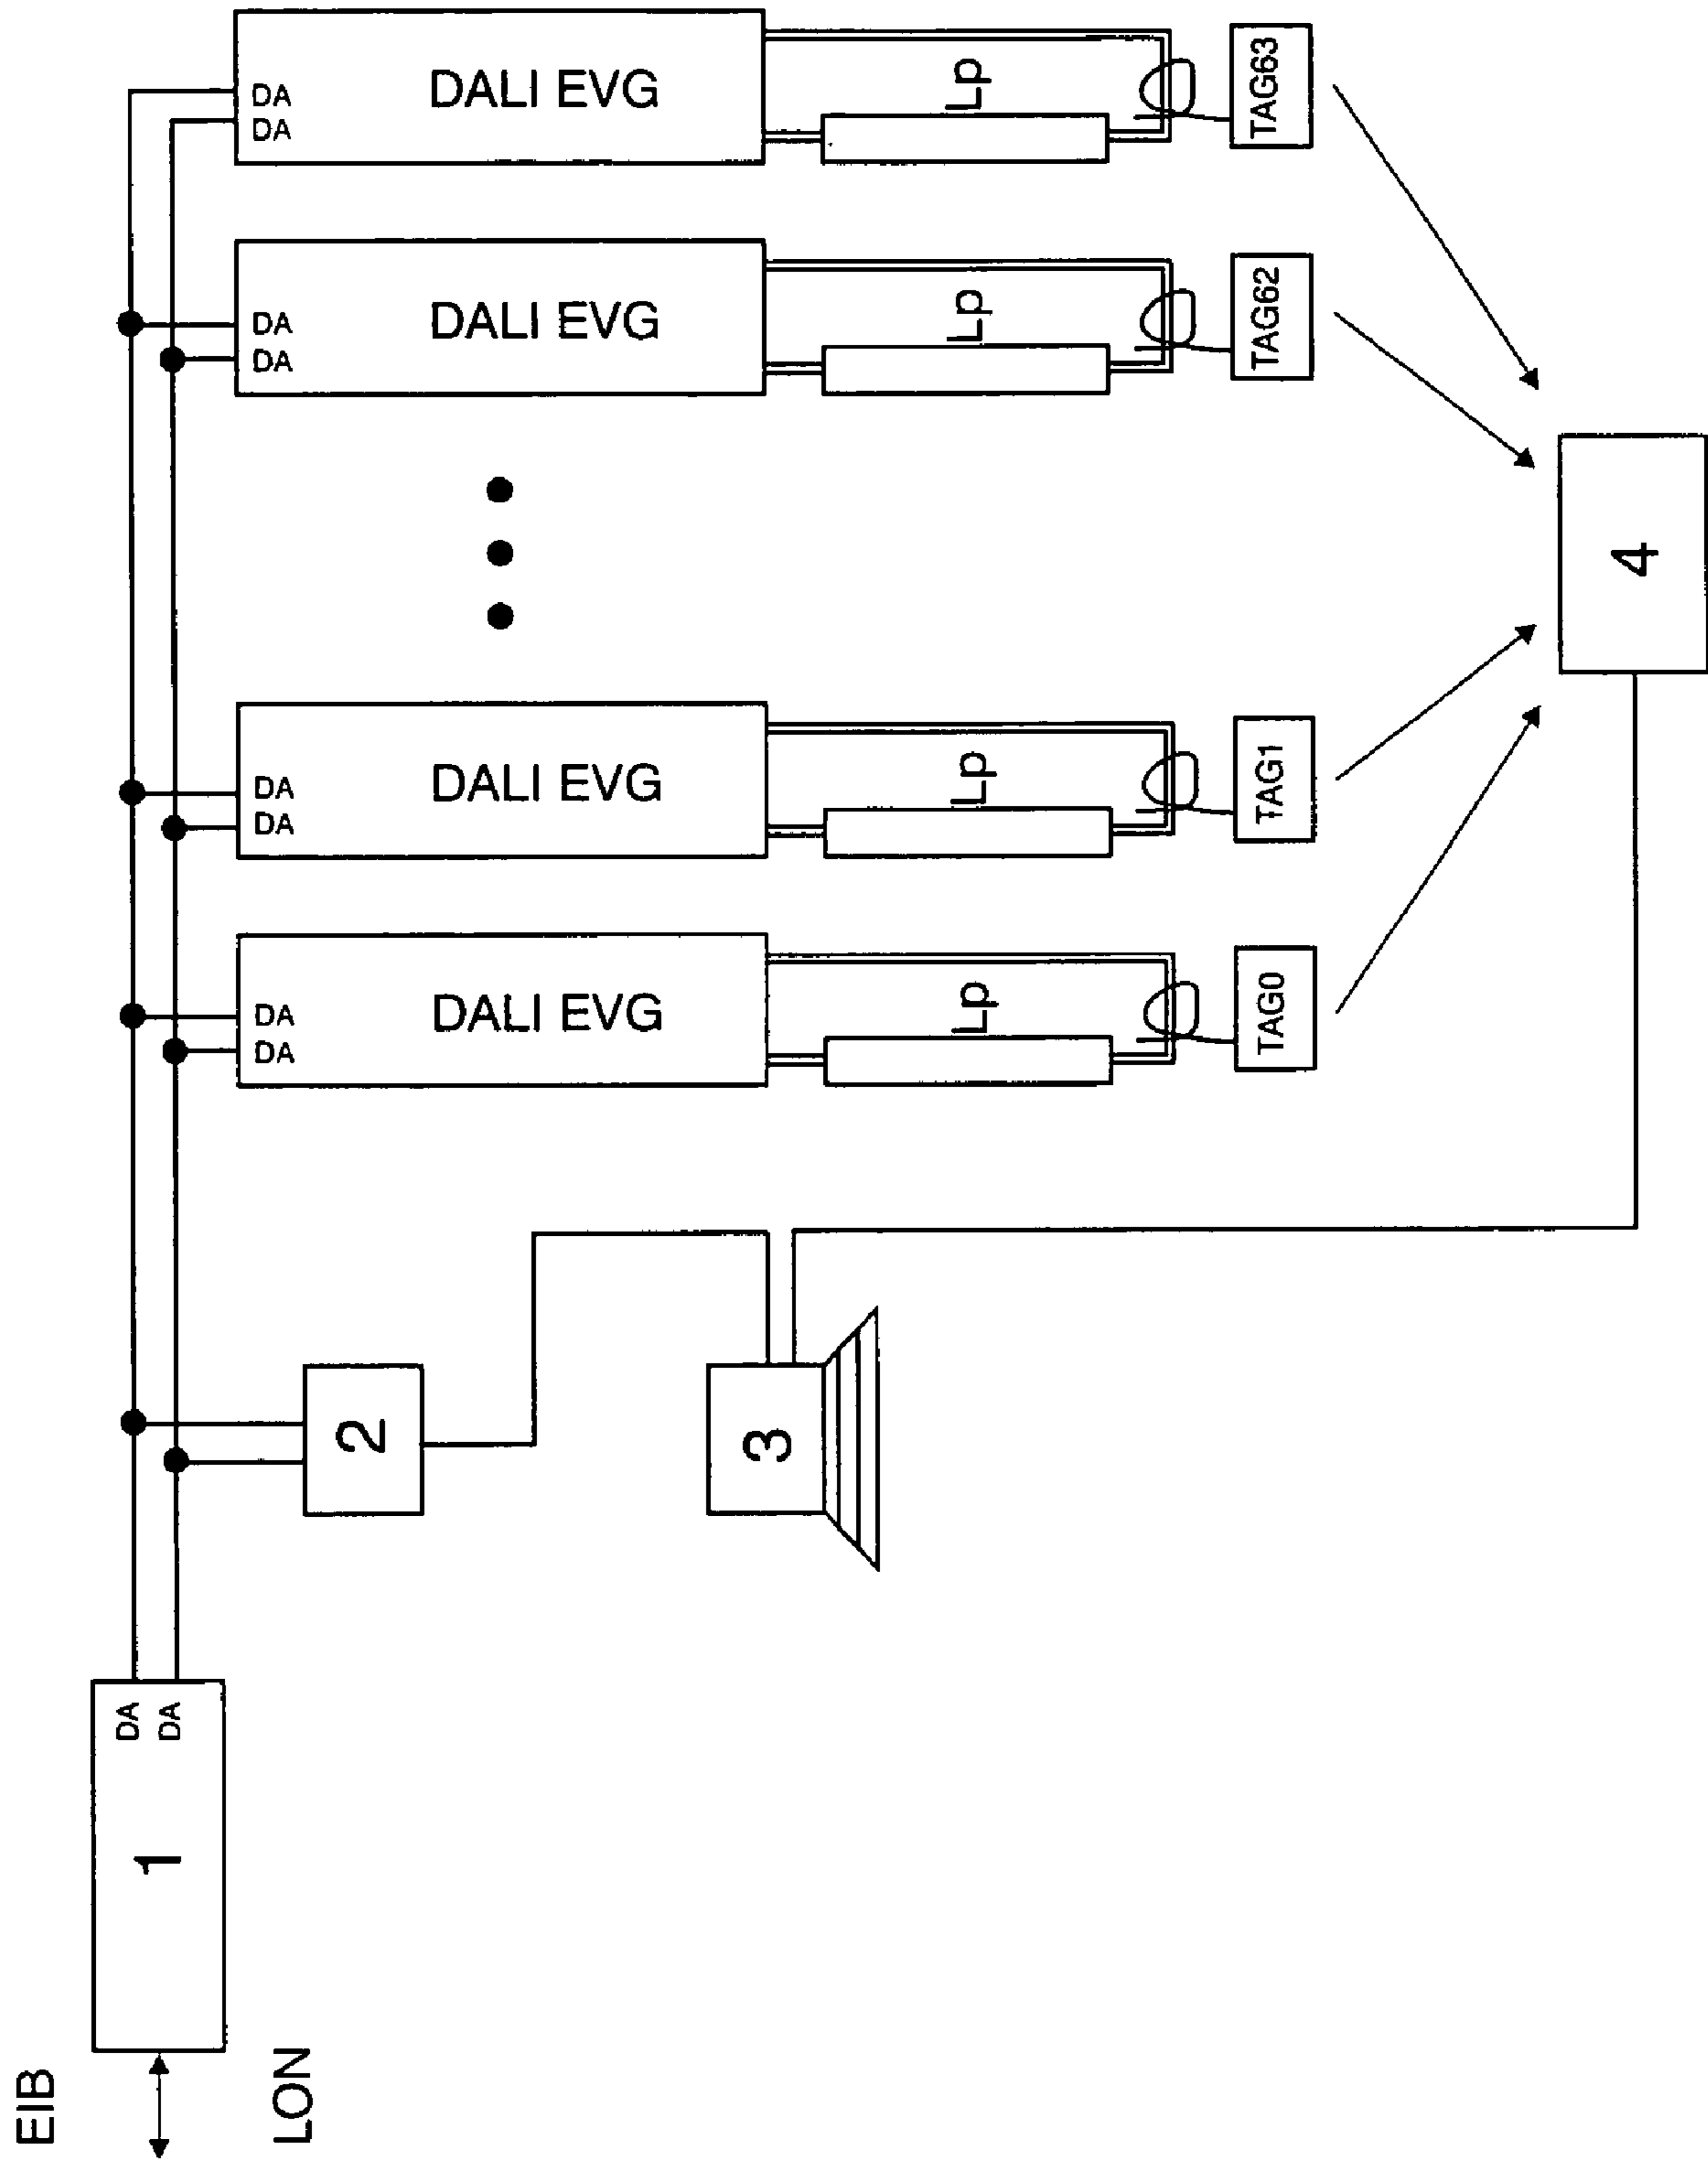 EIB
LON
1
DA
DA
2
3
DA
DA
DALI EVG
Lp
TAG0
DA
DA
DALI EVG
Lp
TAG1
DA
DA
DALI EVG
Lp
TAG62
DA
DA
DALI EVG
Lp
TAG63
4